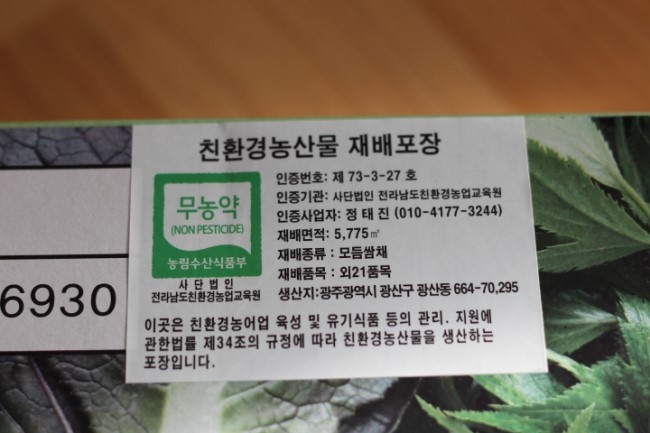 친환경농산물 재배포장
무농약
(NON PESTICIDE)
농림수산식품부
사 단 법 인
전라남도친환경농업교육원
인증번호: 제 73-3-27 호
인증기관: 사단법인 전라남도친환경농업교육원
인증사업자: 정 태 진 (010-4177-3244)
재배면적: 5,775㎡
재배종류 : 모듬쌈채
재배품목 : 외21품목
생산지:광주광역시 광산구 광산동 664-70,295
이곳은 친환경농어업 육성 및 유기식품 등의 관리. 지원에
관한법률 제34조의 규정에 따라 친환경농산물을 생산하는
포장입니다.
6930